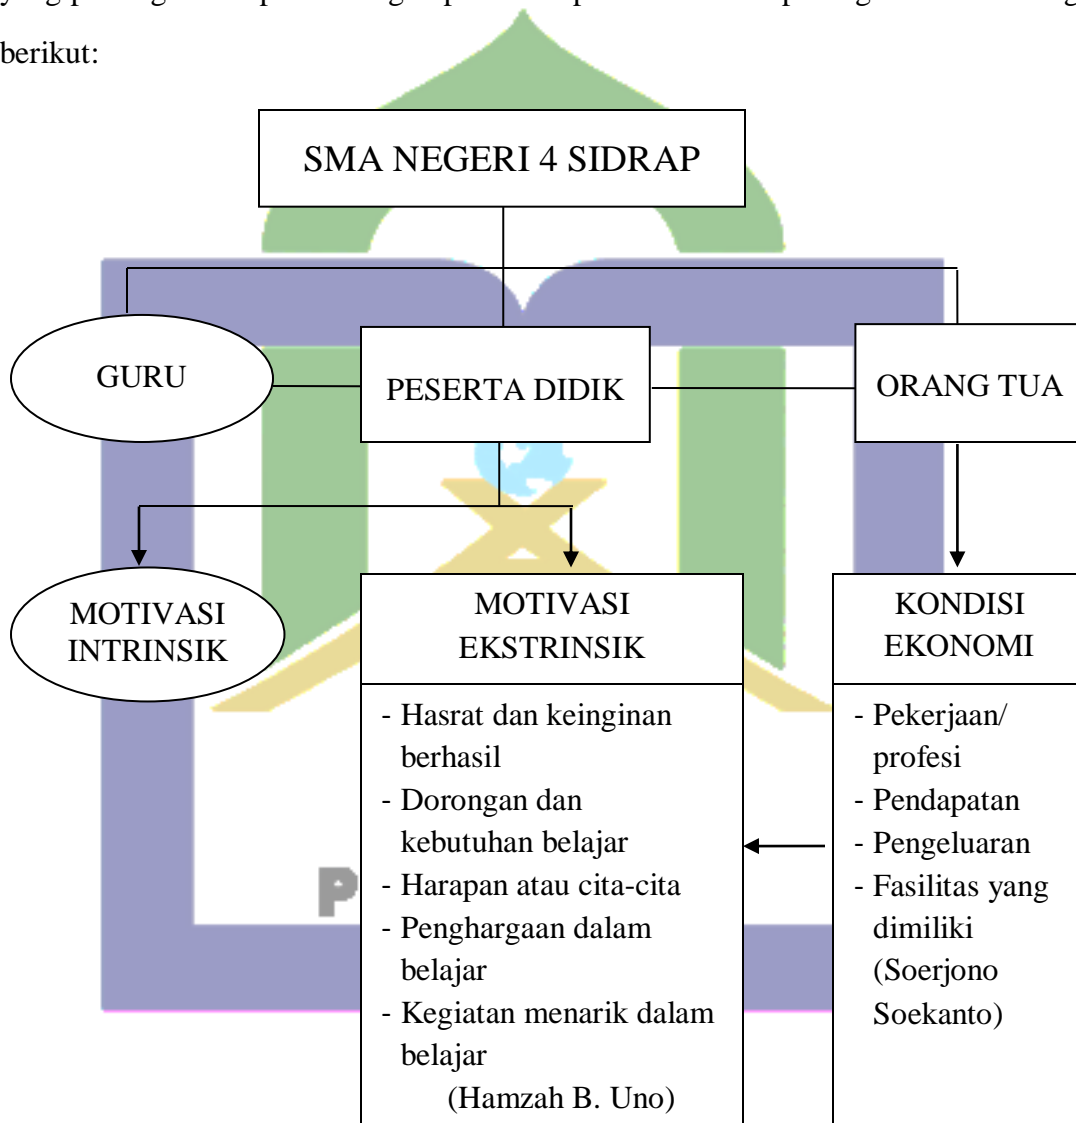 berikut:
SMA NEGERI 4 SIDRAP
GURU
PESERTA DIDIK
ORANG TUA
MOTIVASI
INTRINSIK
MOTIVASI
EKSTRINSIK
- Hasrat dan keinginan
berhasil
- Dorongan dan
kebutuhan belajar
- Harapan atau cita-cita
- Penghargaan dalam
belajar
- Kegiatan menarik dalam
belajar
(Hamzah B. Uno)
KONDISI
EKONOMI
- Pekerjaan/
profesi
- Pendapatan
- Pengeluaran
- Fasilitas yang
dimiliki
(Soerjono
Soekanto)
P